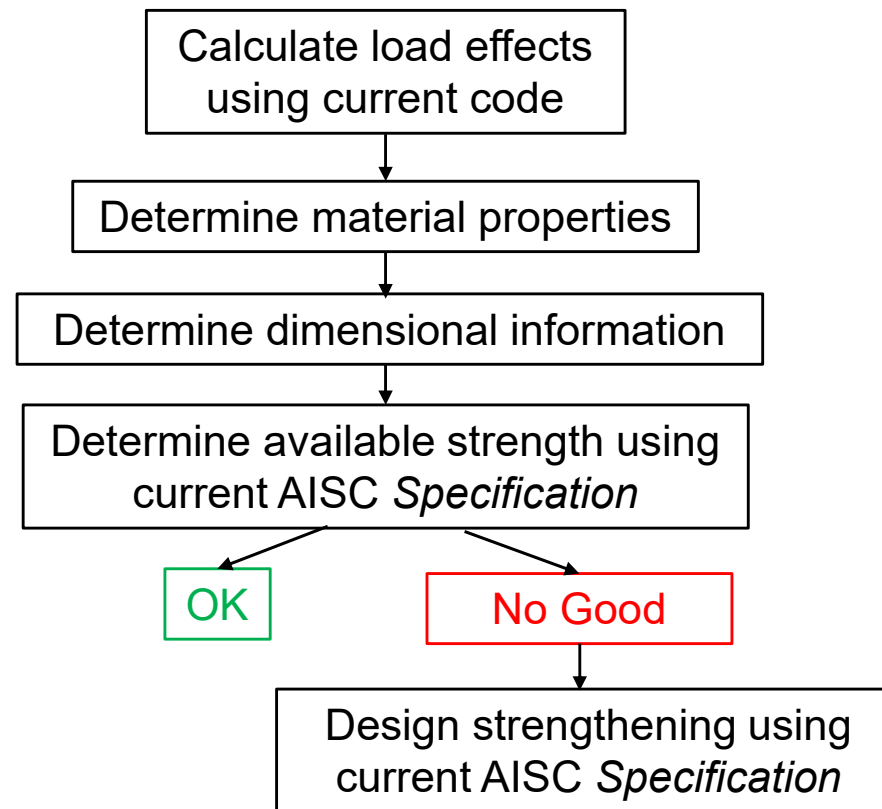 Calculate load effects
using current code
Determine material properties
Determine dimensional information
Determine available strength using
current AISC Specification
OK
No Good
Design strengthening using
current AISC Specification